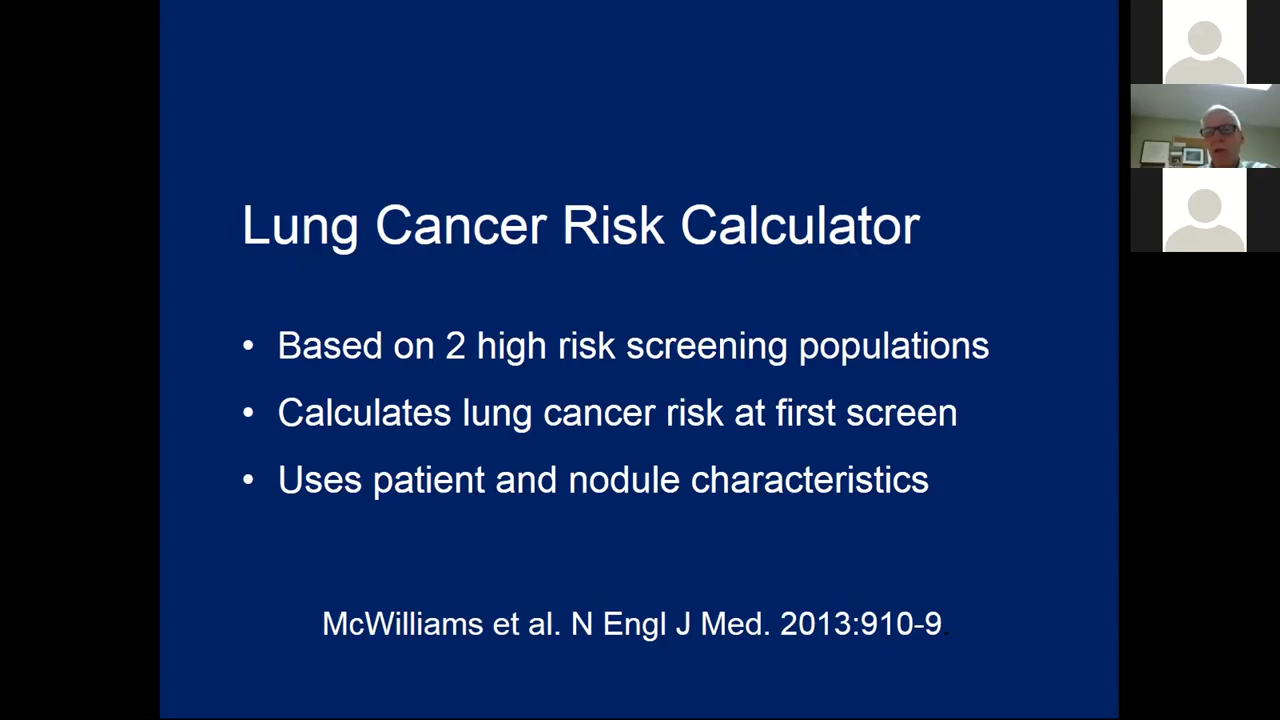 Lung Cancer Risk Calculator
• Based on 2 high risk screening populations
• Calculates lung cancer risk at first screen
• Uses patient and nodule characteristics
McWilliams et al. N Engl J Med. 2013:910-9.